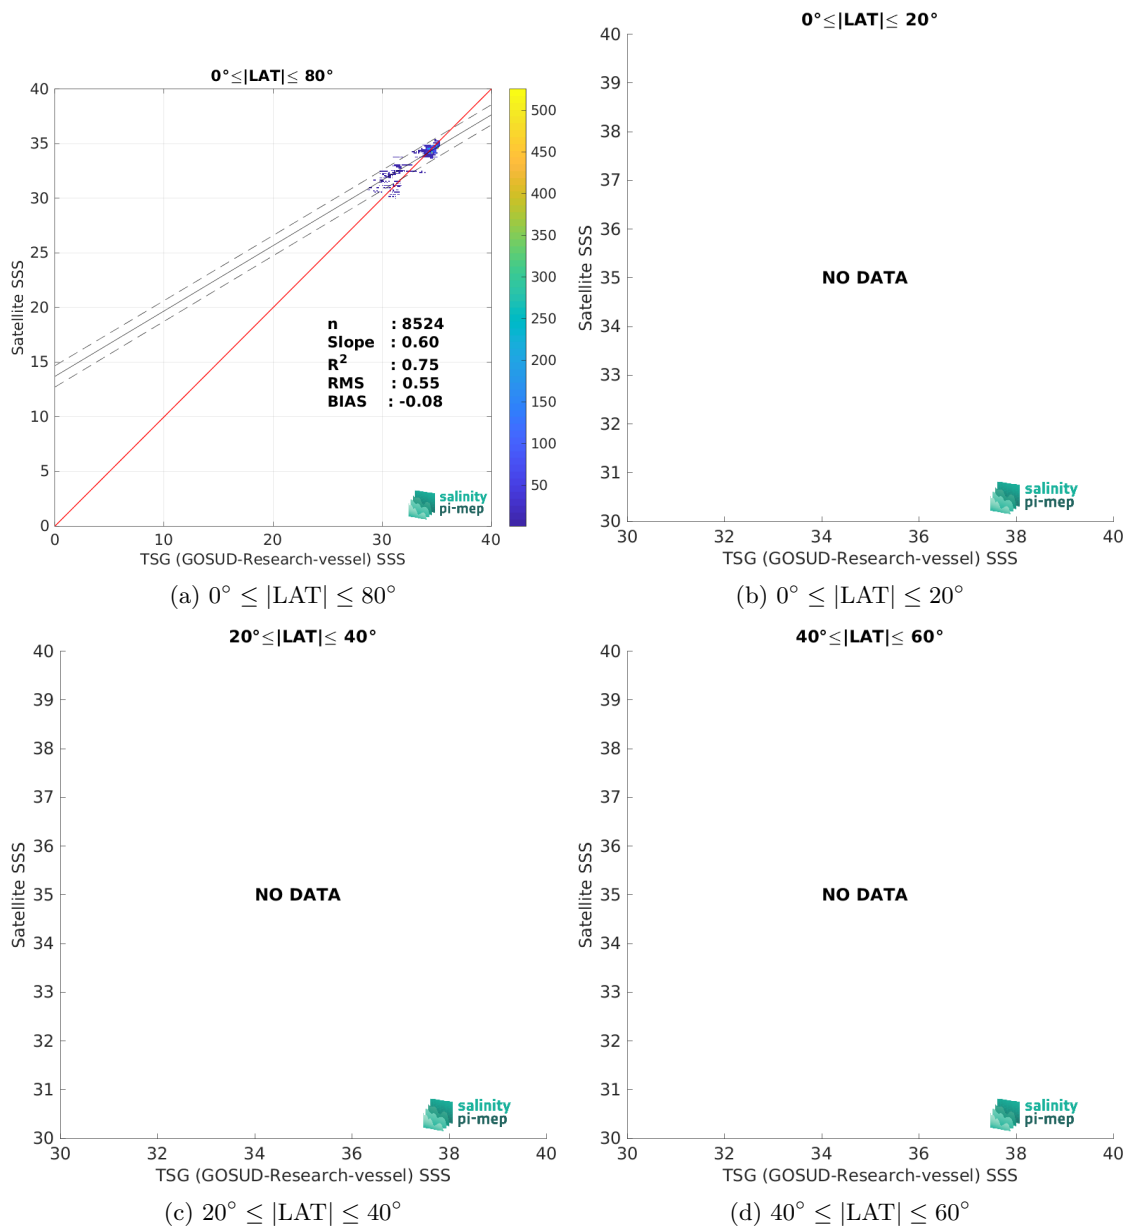 0°≤|LAT|≤ 80°
40
35
30
25
20
15
10
5
0
Satellite SSS
n : 8524
Slope : 0.60
R2 : 0.75
RMS : 0.55
BIAS : -0.08
salinity
pi-mep
0 10 20 30 40
TSG (GOSUD-Research-vessel) SSS
500
450
400
350
300
250
200
150
100
50
(a) 0° ≤ |LAT| ≤ 80°
0°≤|LAT|≤ 20°
40
39
38
37
36
35
34
33
32
31
30
Satellite SSS
NO DATA
salinity
pi-mep
30 32 34 36 38 40
TSG (GOSUD-Research-vessel) SSS
(b) 0° ≤ |LAT| ≤ 20°
20°≤|LAT|≤ 40°
40
39
38
37
36
35
34
33
32
31
30
Satellite SSS
NO DATA
salinity
pi-mep
30 32 34 36 38 40
TSG (GOSUD-Research-vessel) SSS
(c) 20° ≤ |LAT| ≤ 40°
40°≤|LAT|≤ 60°
40
39
38
37
36
35
34
33
32
31
30
Satellite SSS
NO DATA
salinity
pi-mep
30 32 34 36 38 40
TSG (GOSUD-Research-vessel) SSS
(d) 40° ≤ |LAT| ≤ 60°